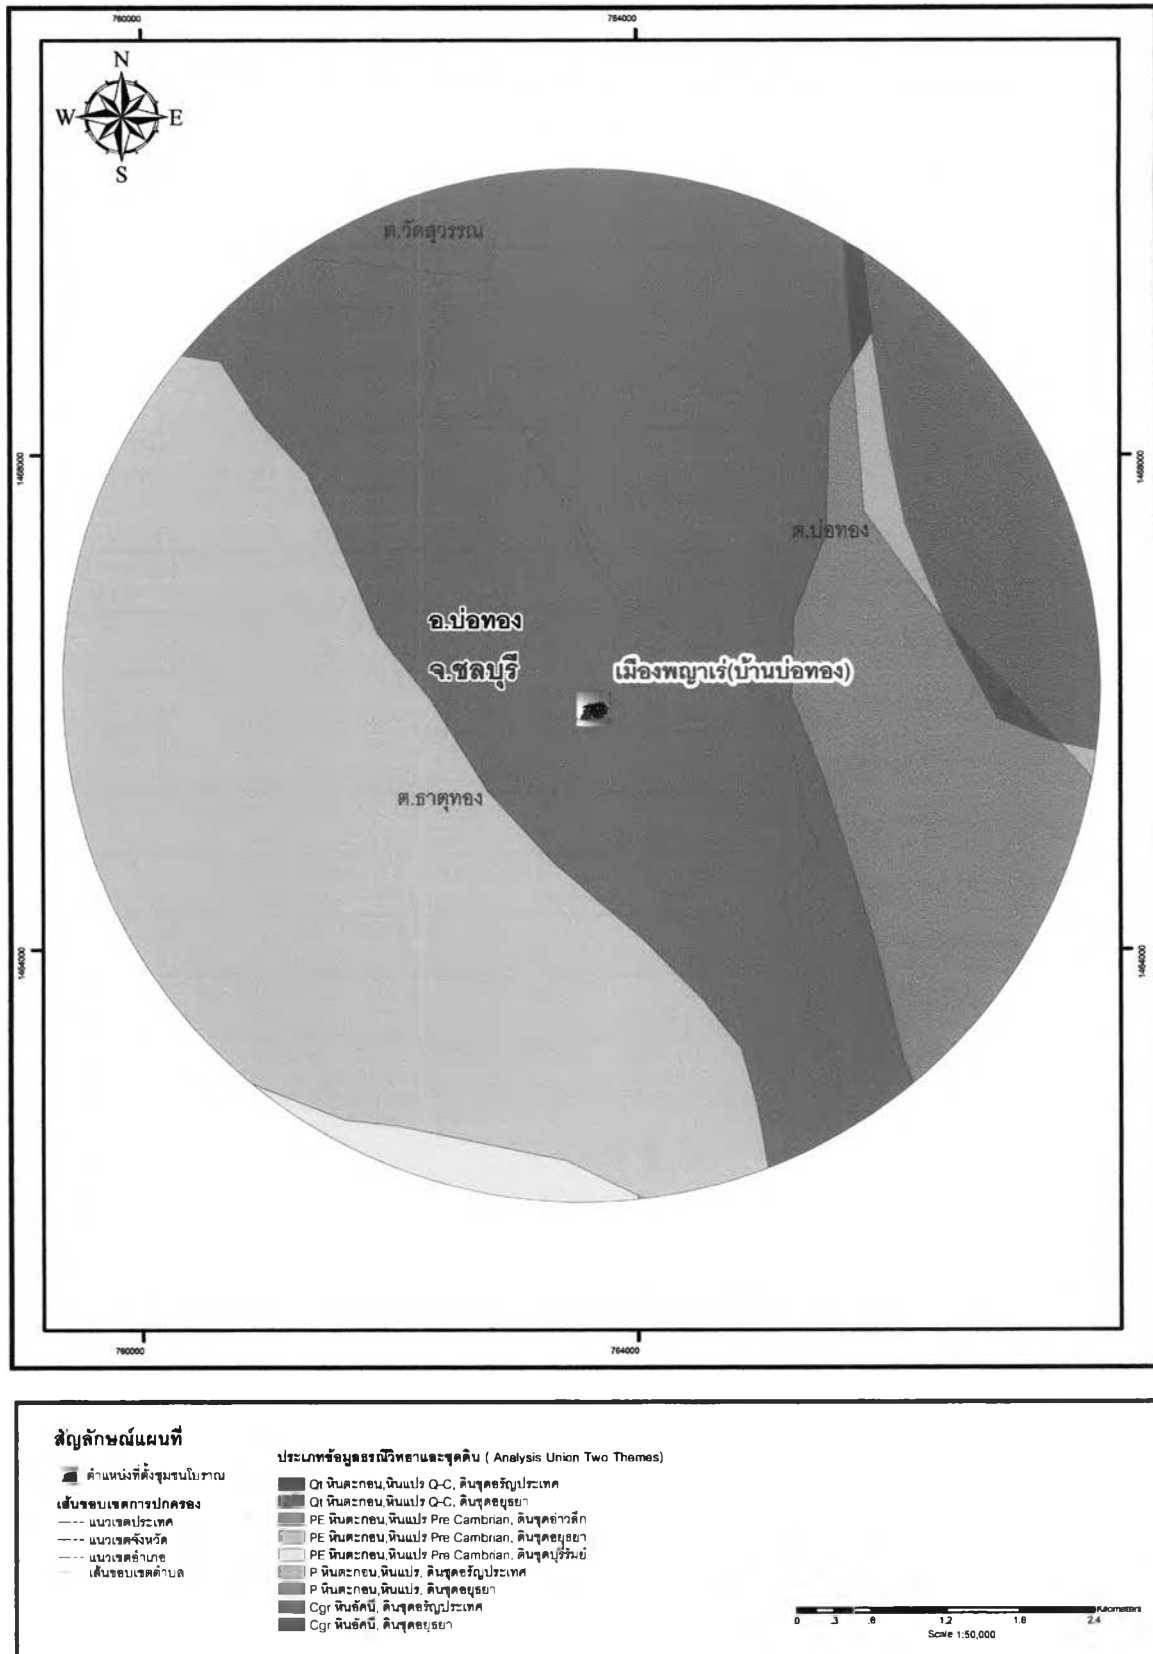 760000 764000
N
W E
S
ต.วัดสุวรรณ
1468000 1468000
ต.บ่อทอง
อ.บ่อทอง
จ.ชลบุรี เมืองพญาเร่(บ้านบ่อทอง)
ต.ธาตุทอง
1464000 1464000
760000 764000
สัญลักษณ์แผนที่
ตำแหน่งที่ตั้งชุมชนโบราณ
เส้นขอบเขตการปกครอง
แนวเขตประเทศ
แนวเขตจังหวัด
แนวเขตอำเภอ
เส้นขอบเขตตำบล
ประเภทข้อมูลธรณีวิทยาและชุดดิน ( Analysis Union Two Themes)
Qt หินตะกอน,หินแปร Q-C, ดินชุดอรัญประเทศ
Qt หินตะกอน,หินแปร Q-C, ดินชุดอยุธยา
PE หินตะกอน,หินแปร Pre Cambrian, ดินชุดอ่าวลึก
PE หินตะกอน,หินแปร Pre Cambrian, ดินชุดอยุธยา
PE หินตะกอน,หินแปร Pre Cambrian, ดินชุดบุรีรัมย์
P หินตะกอน,หินแปร, ดินชุดอรัญประเทศ
P หินตะกอน,หินแปร, ดินชุดอยุธยา
Cgr หินอัคนี, ดินชุดอรัญประเทศ
Cgr หินอัคนี, ดินชุดอยุธยา
Kilometers
0 .3 .6 1.2 1.8 2.4
Scale 1:50,000